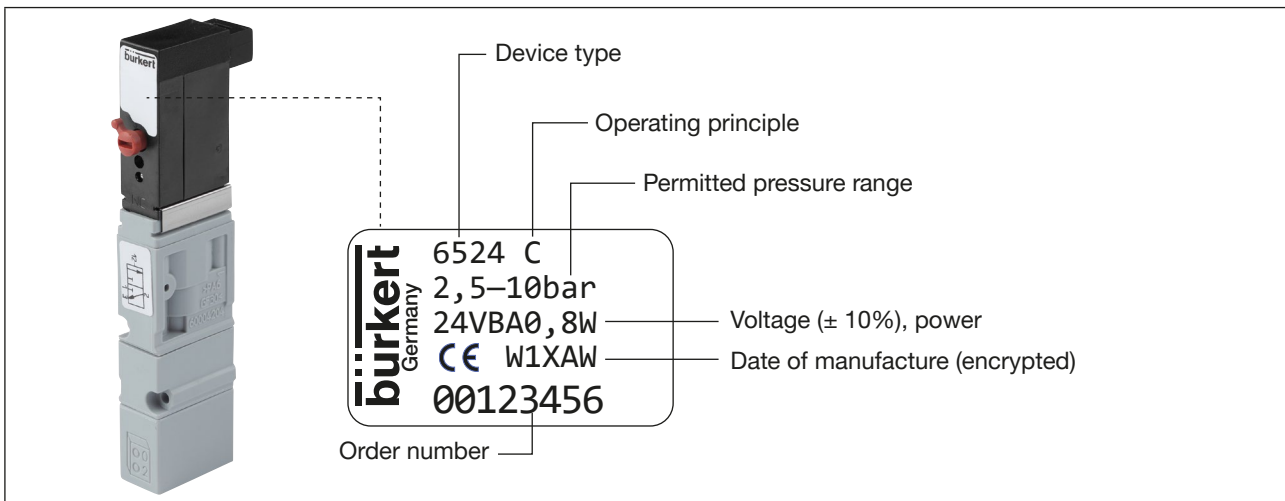 burkert
Device type
Operating principle
Permitted pressure range
bürkert
Germany
6524 C
2,5–10bar
24VBA0,8W
CE W1XAW
00123456
Voltage (± 10%), power
Date of manufacture (encrypted)
Order number